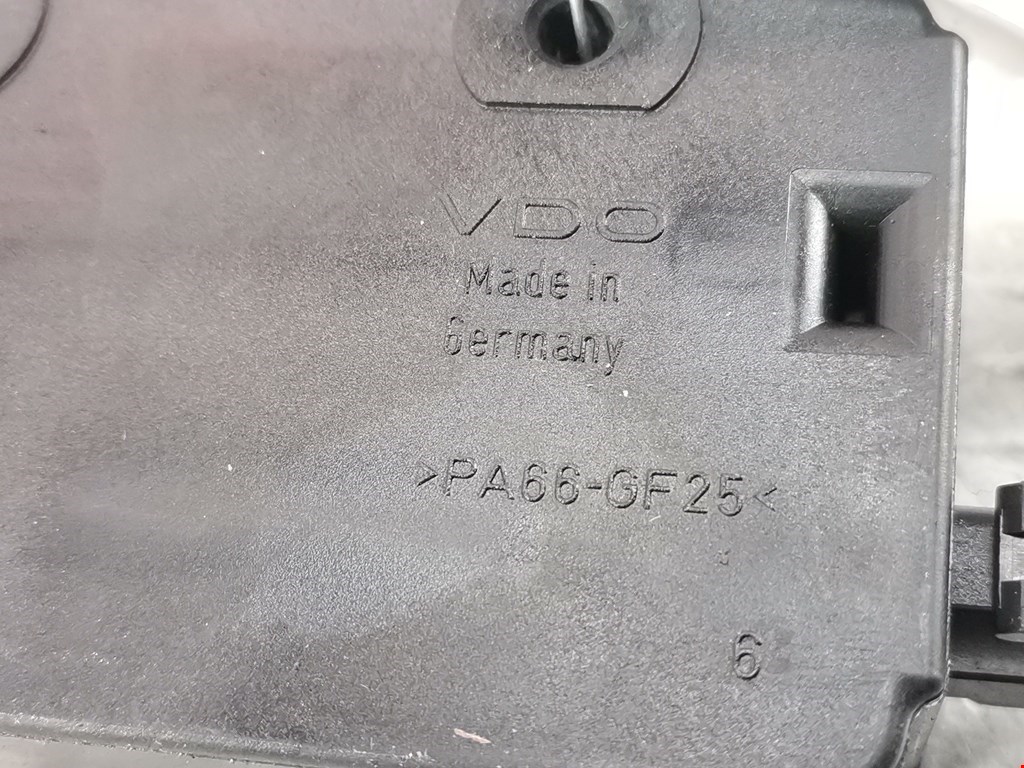 VDO
Made in
Germany
>PA66-GF25<
6